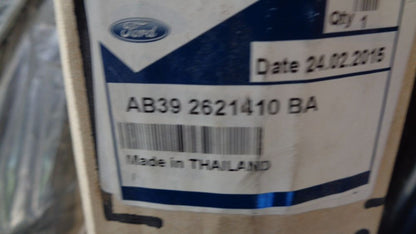 Qty 1
Ford
Date 24.02.2015
AB39 2621410 BA
Made in THAILAND